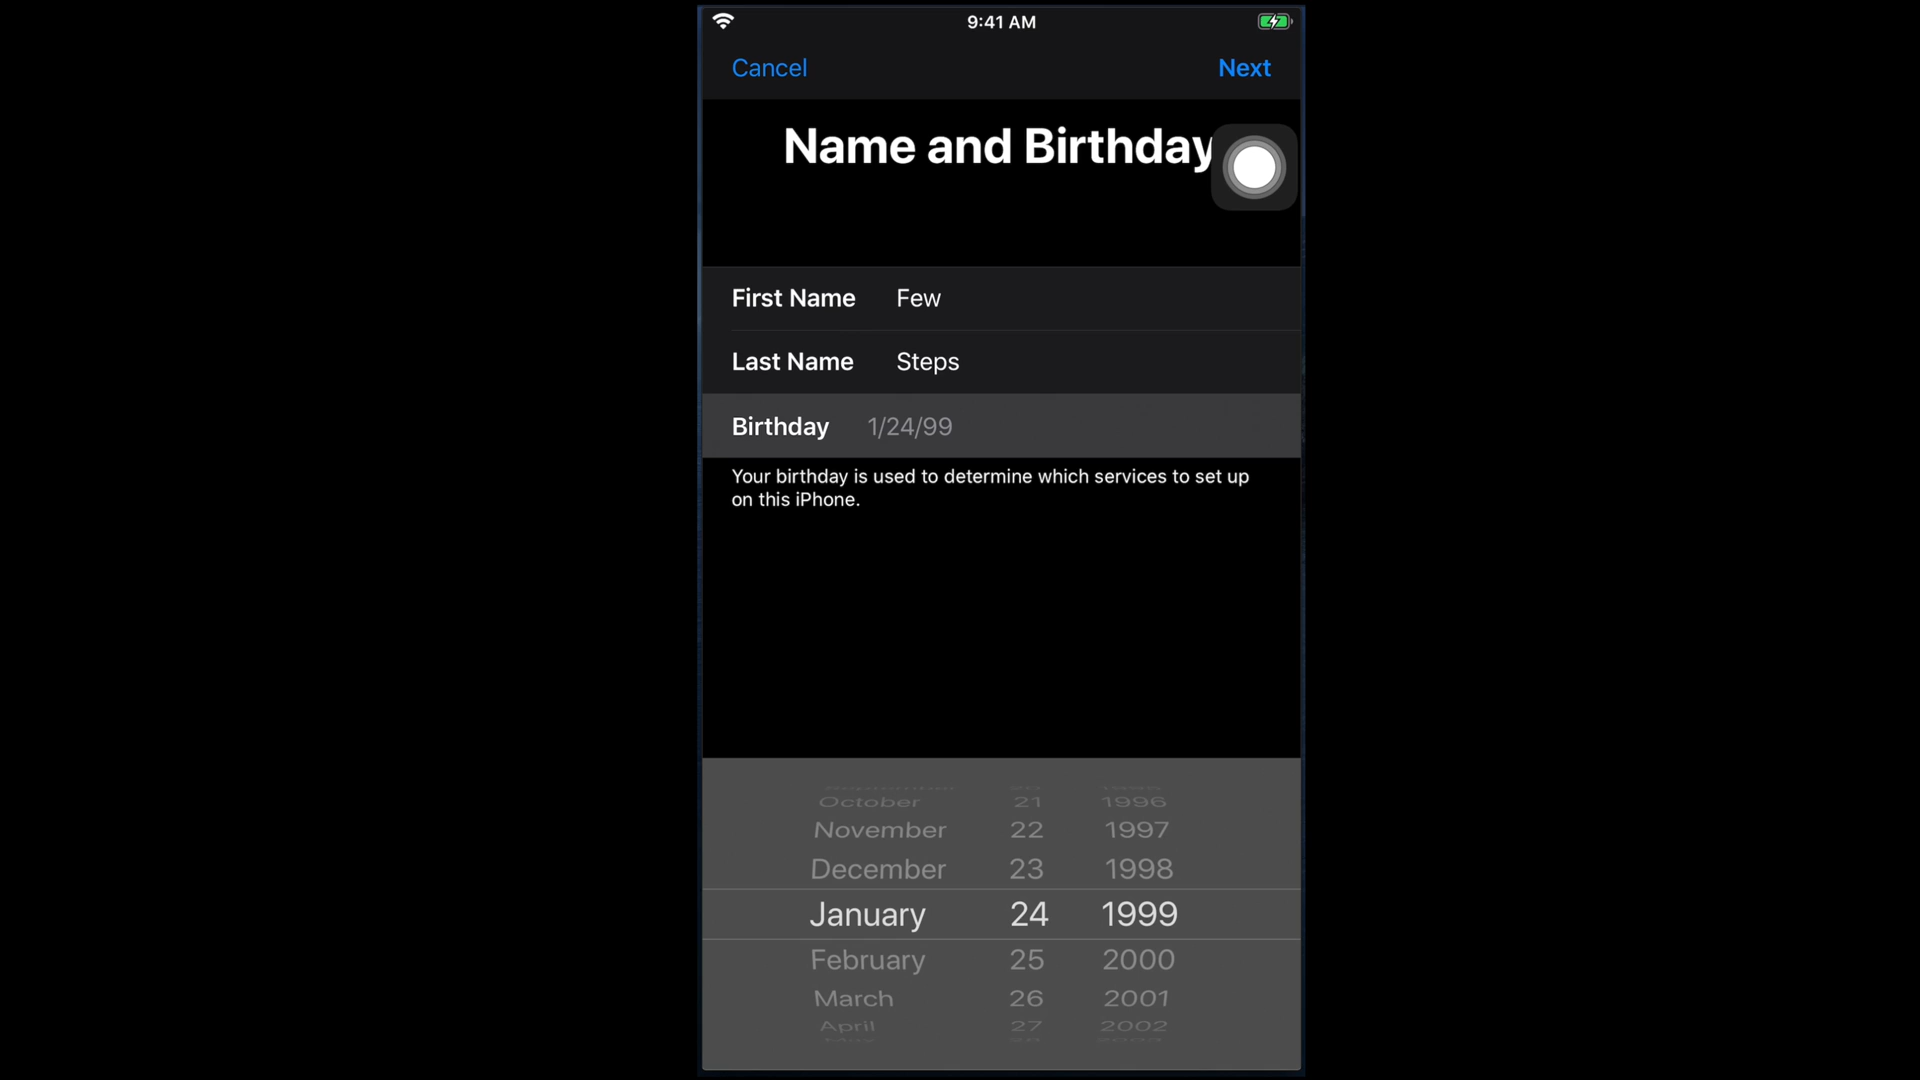 9:41 AM
Cancel Next
Name and Birthday
First Name Few
Last Name Steps
Birthday 1/24/99
Your birthday is used to determine which services to set up
on this iPhone.
October 21 1996
November 22 1997
December 23 1998
January 24 1999
February 25 2000
March 26 2001
April 27 2002